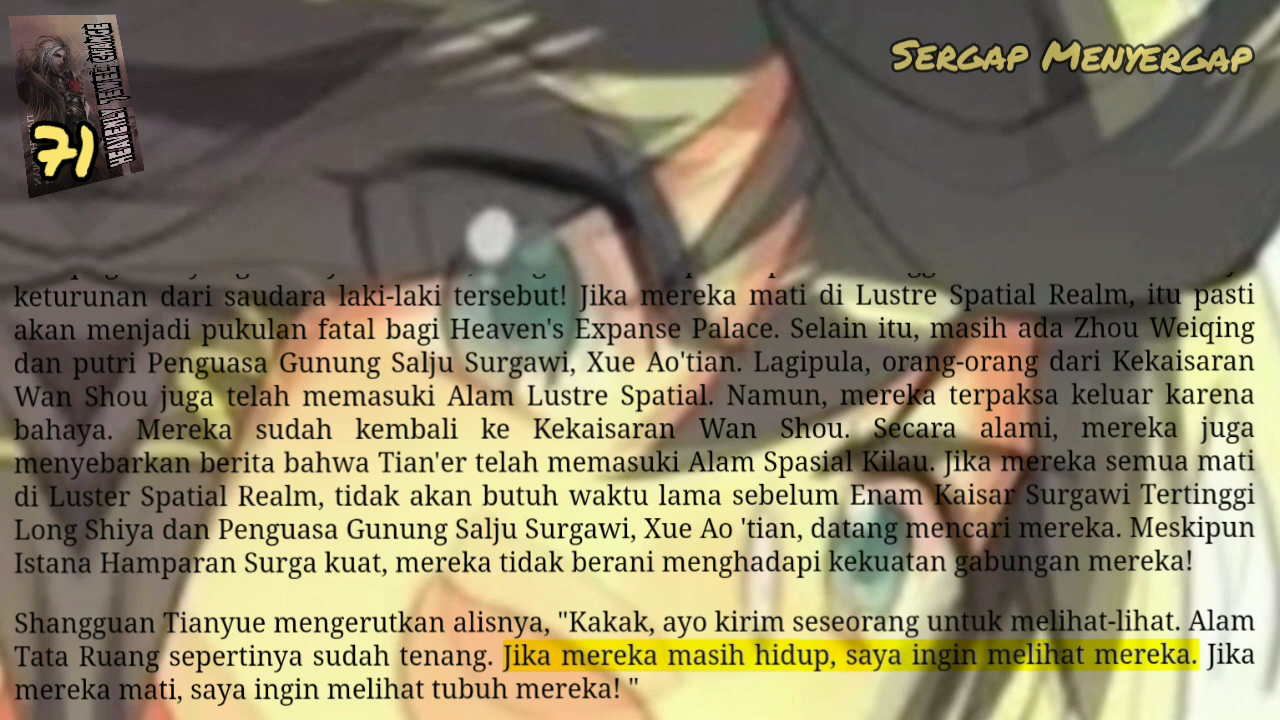 71
HEAVENLY JEWEL CHANGE
SERGAP MENYERGAP
keturunan dari saudara laki-laki tersebut! Jika mereka mati di Lustre Spatial Realm, itu pasti
akan menjadi pukulan fatal bagi Heaven's Expanse Palace. Selain itu, masih ada Zhou Weiqing
dan putri Penguasa Gunung Salju Surgawi, Xue Ao'tian. Lagipula, orang-orang dari Kekaisaran
Wan Shou juga telah memasuki Alam Lustre Spatial. Namun, mereka terpaksa keluar karena
bahaya. Mereka sudah kembali ke Kekaisaran Wan Shou. Secara alami, mereka juga
menyebarkan berita bahwa Tian'er telah memasuki Alam Spasial Kilau. Jika mereka semua mati
di Luster Spatial Realm, tidak akan butuh waktu lama sebelum Enam Kaisar Surgawi Tertinggi
Long Shiya dan Penguasa Gunung Salju Surgawi, Xue Ao 'tian, datang mencari mereka. Meskipun
Istana Hamparan Surga kuat, mereka tidak berani menghadapi kekuatan gabungan mereka!
Shangguan Tianyue mengerutkan alisnya, "Kakak, ayo kirim seseorang untuk melihat-lihat. Alam
Tata Ruang sepertinya sudah tenang. Jika mereka masih hidup, saya ingin melihat mereka. Jika
mereka mati, saya ingin melihat tubuh mereka! "